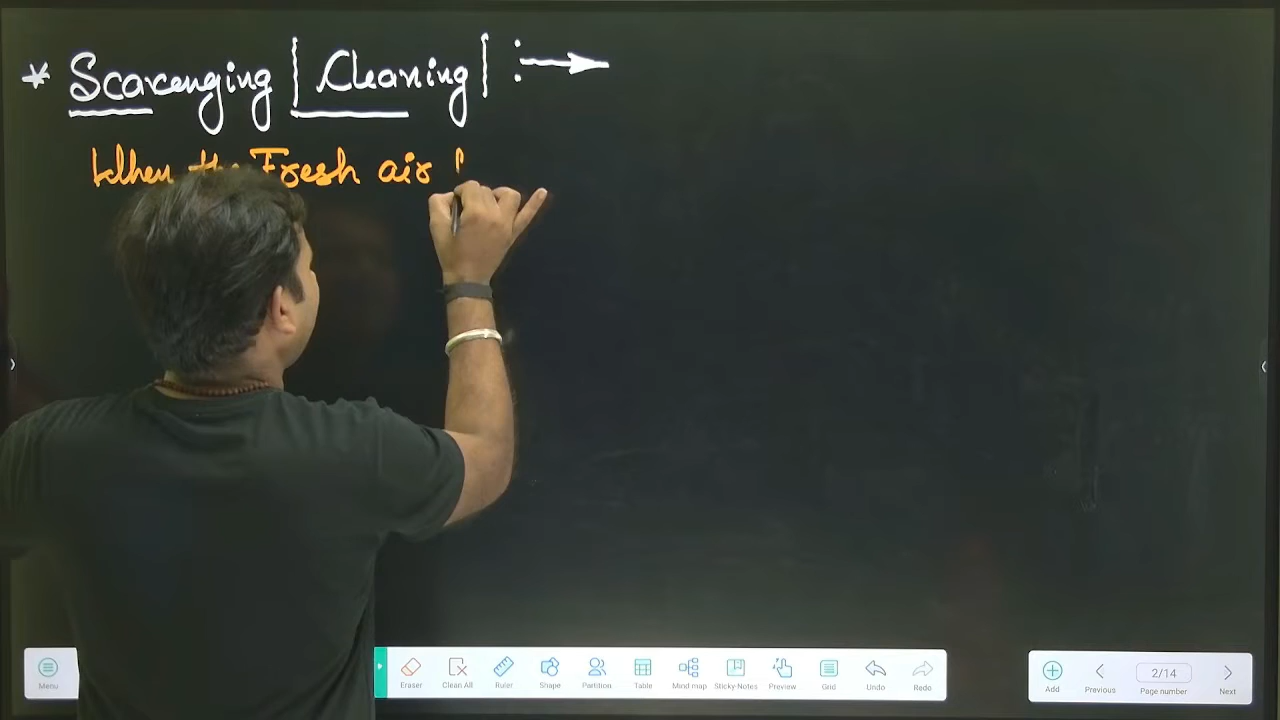 * Scavenging | Cleaning | :→
When the Fresh air
Menu
Eraser Clean All Ruler Shape Partition Table Mind map Sticky-Notes Preview Grid Undo Redo
Add Previous 2/14 Page number Next